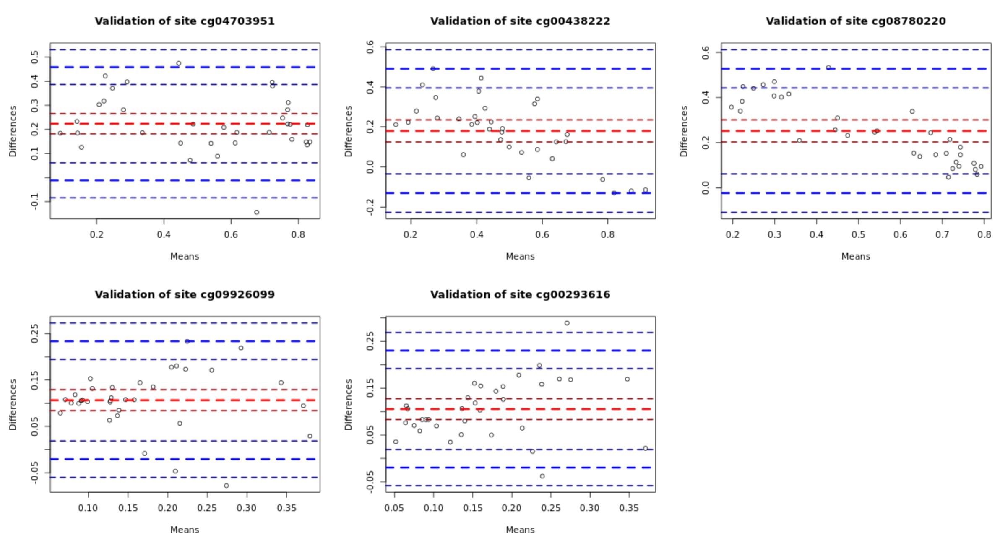 Validation of site cg04703951
Differences
-0.1 0.1 0.2 0.3 0.4 0.5
0.2 0.4 0.6 0.8
Means
Validation of site cg00438222
Differences
-0.2 0.0 0.2 0.4 0.6
0.2 0.4 0.6 0.8
Means
Validation of site cg08780220
Differences
0.0 0.2 0.4 0.6
0.2 0.3 0.4 0.5 0.6 0.7 0.8
Means
Validation of site cg09926099
Differences
-0.05 0.05 0.15 0.25
0.10 0.15 0.20 0.25 0.30 0.35
Means
Validation of site cg00293616
Differences
-0.05 0.05 0.15 0.25
0.05 0.10 0.15 0.20 0.25 0.30 0.35
Means